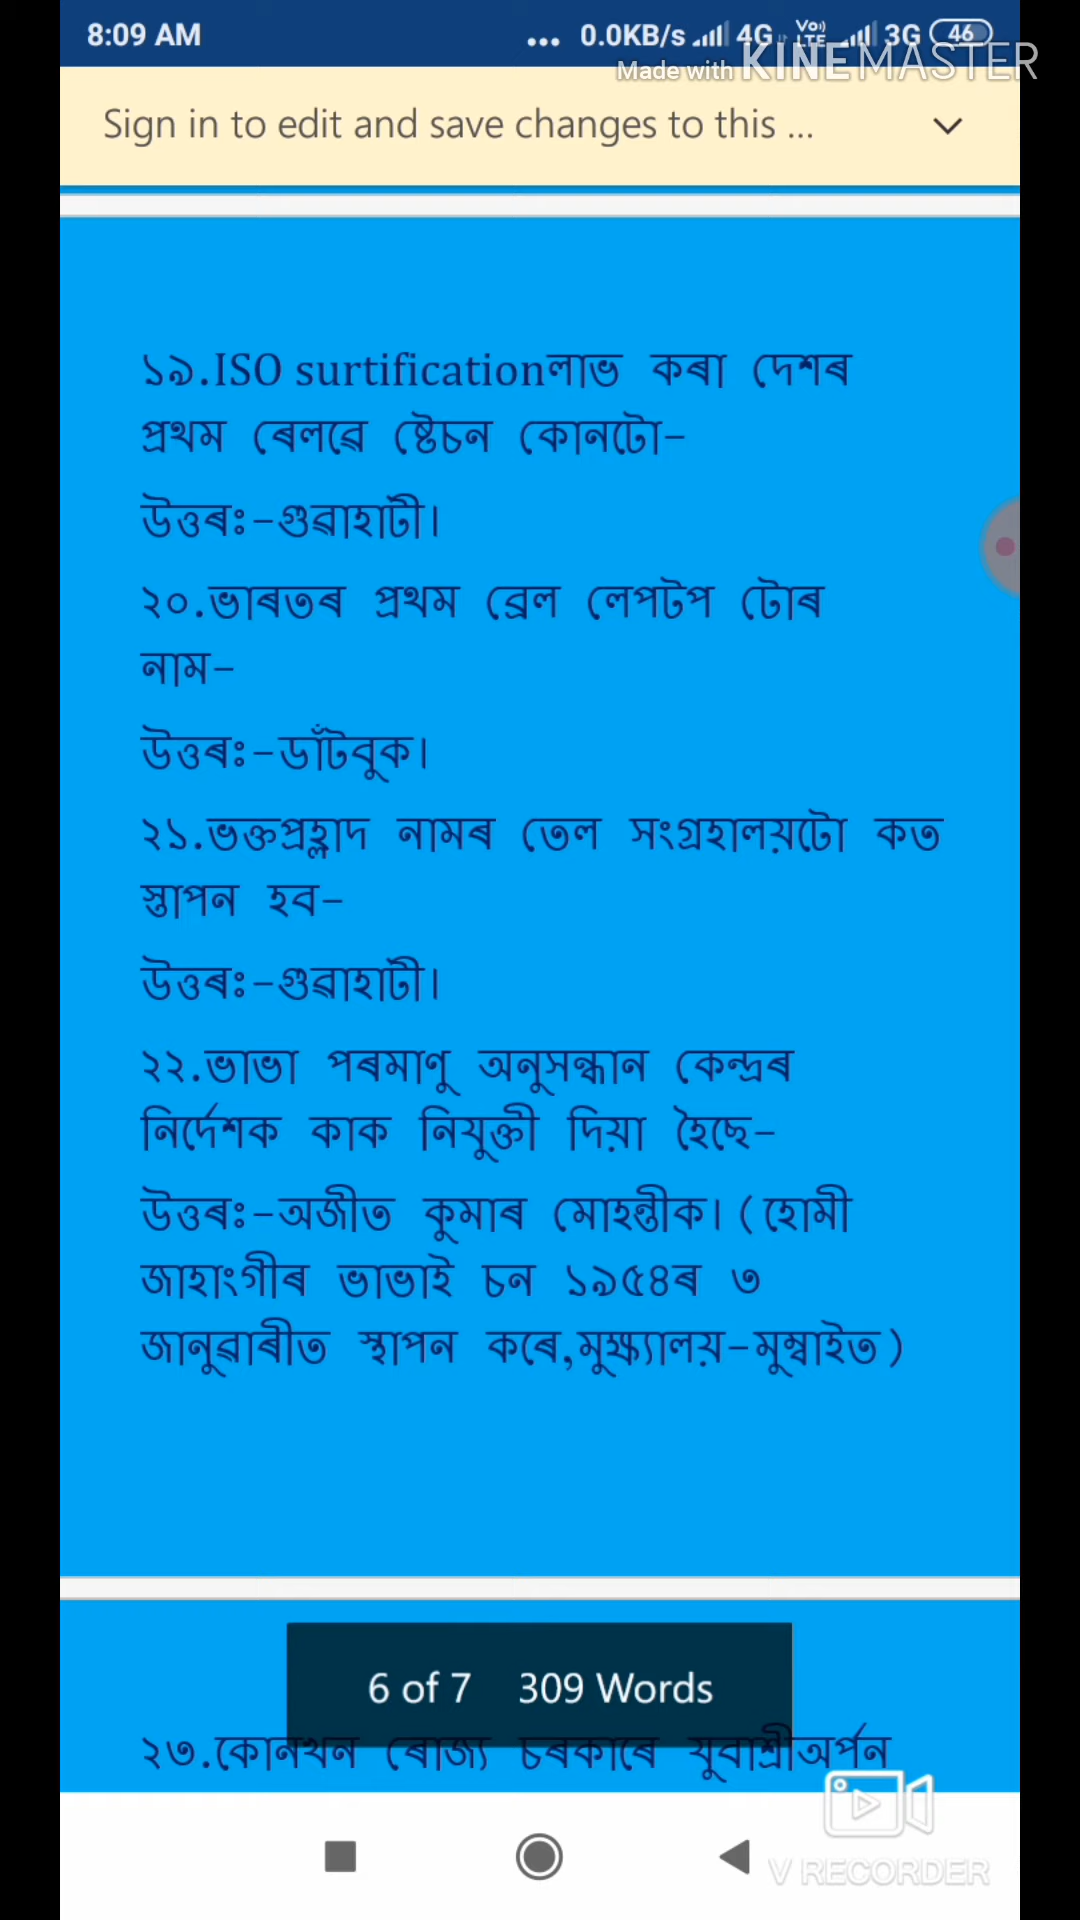 8:09 AM
... 0.0KB/s 4G Vo)) LTE 3G 46
Made with KINEMASTER
Sign in to edit and save changes to this ...
১৯.ISO surtificationলাভ কৰা দেশৰ
প্ৰথম ৰেলৱে ষ্টেচন কোনটো-
উত্তৰঃ-গুৱাহাটী।
২০.ভাৰতৰ প্ৰথম ব্ৰেল লেপটপ টোৰ
নাম-
উত্তৰঃ-ডাঁটবুক।
২১.ভক্তপ্ৰহ্লাদ নামৰ তেল সংগ্ৰহালয়টো কত
স্তাপন হব-
উত্তৰঃ-গুৱাহাটী।
২২.ভাভা পৰমাণু অনুসন্ধান কেন্দ্ৰৰ
নিৰ্দেশক কাক নিযুক্তী দিয়া হৈছে-
উত্তৰঃ-অজীত কুমাৰ মোহন্তীক। (হোমী
জাহাংগীৰ ভাভাই চন ১৯৫৪ৰ ৩
জানুৱাৰীত স্থাপন কৰে,মুক্ষ্যালয়-মুম্বাইত)
6 of 7 309 Words
২৩.কোনখন ৰোজ্য চৰকাৰে যুবাশ্ৰীঅৰ্পন
V RECORDER